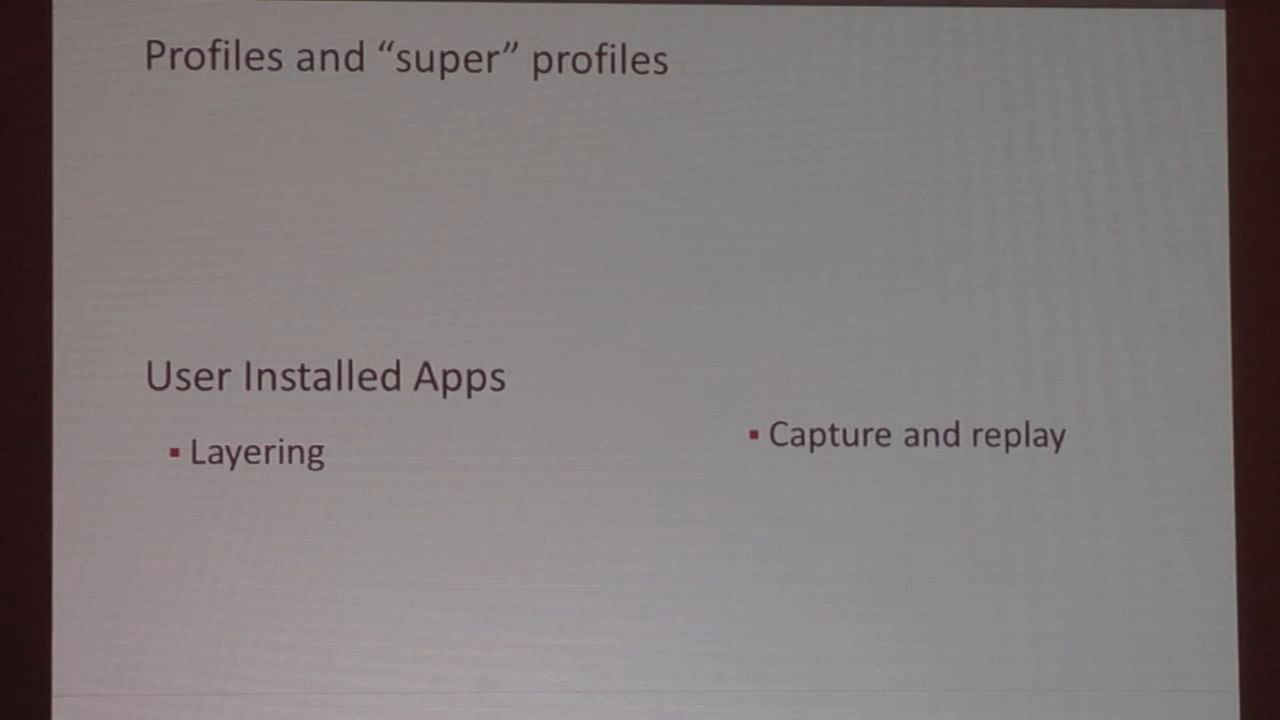 Profiles and “super” profiles
User Installed Apps
▪ Layering
▪ Capture and replay